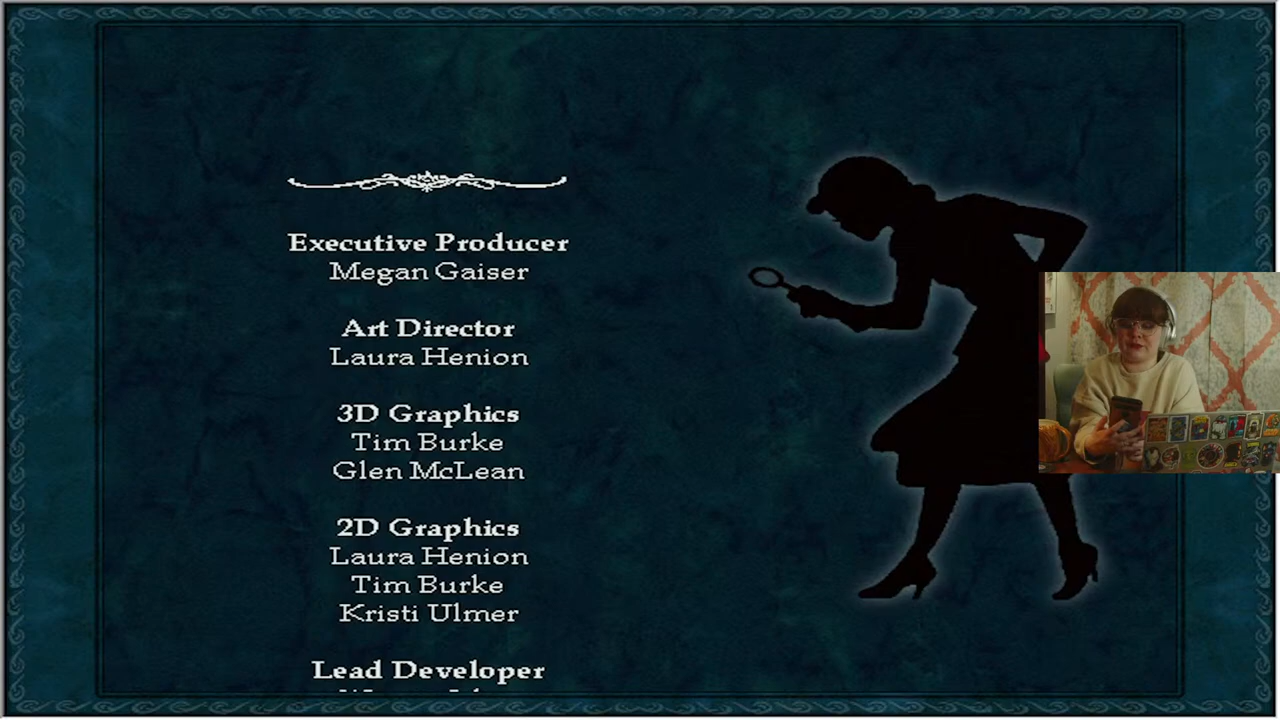 Executive Producer
Megan Gaiser
Art Director
Laura Henion
3D Graphics
Tim Burke
Glen McLean
2D Graphics
Laura Henion
Tim Burke
Kristi Ulmer
Lead Developer